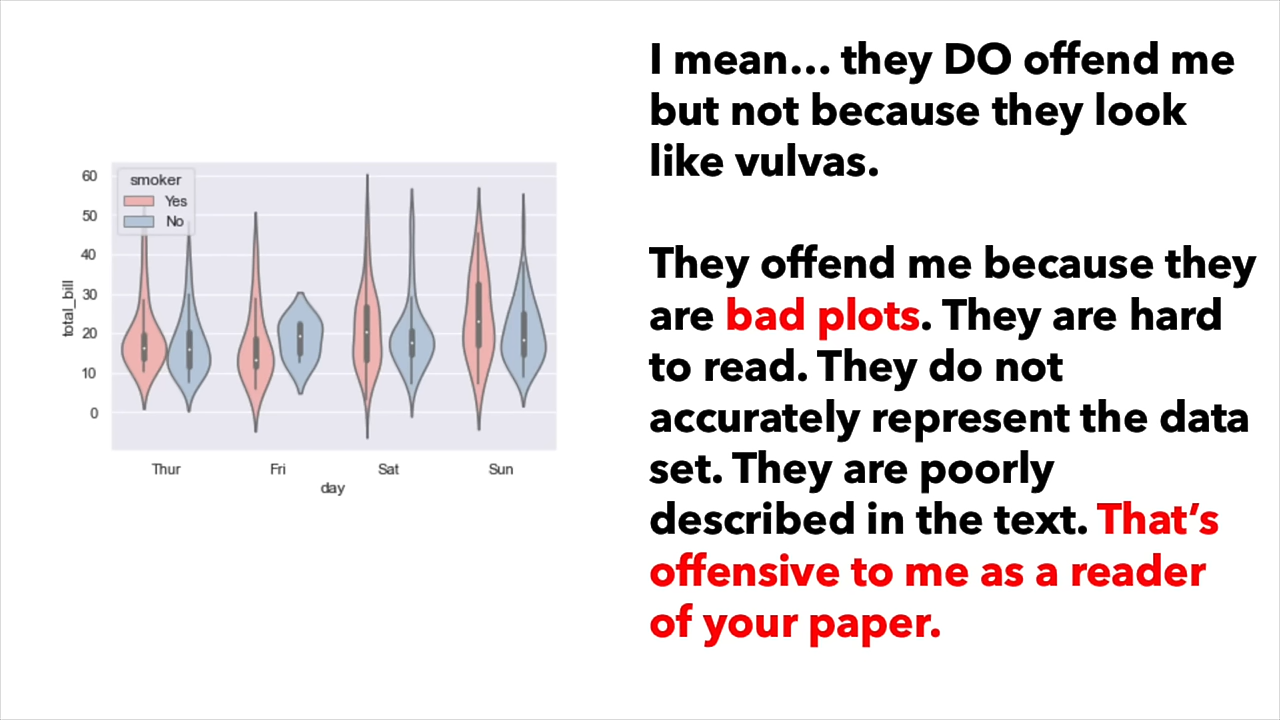 I mean… they DO offend me
but not because they look
like vulvas.
They offend me because they
are bad plots. They are hard
to read. They do not
accurately represent the data
set. They are poorly
described in the text. That’s
offensive to me as a reader
of your paper.
smoker
Yes
No
60
50
40
30
20
10
0
total_bill
Thur Fri Sat Sun
day